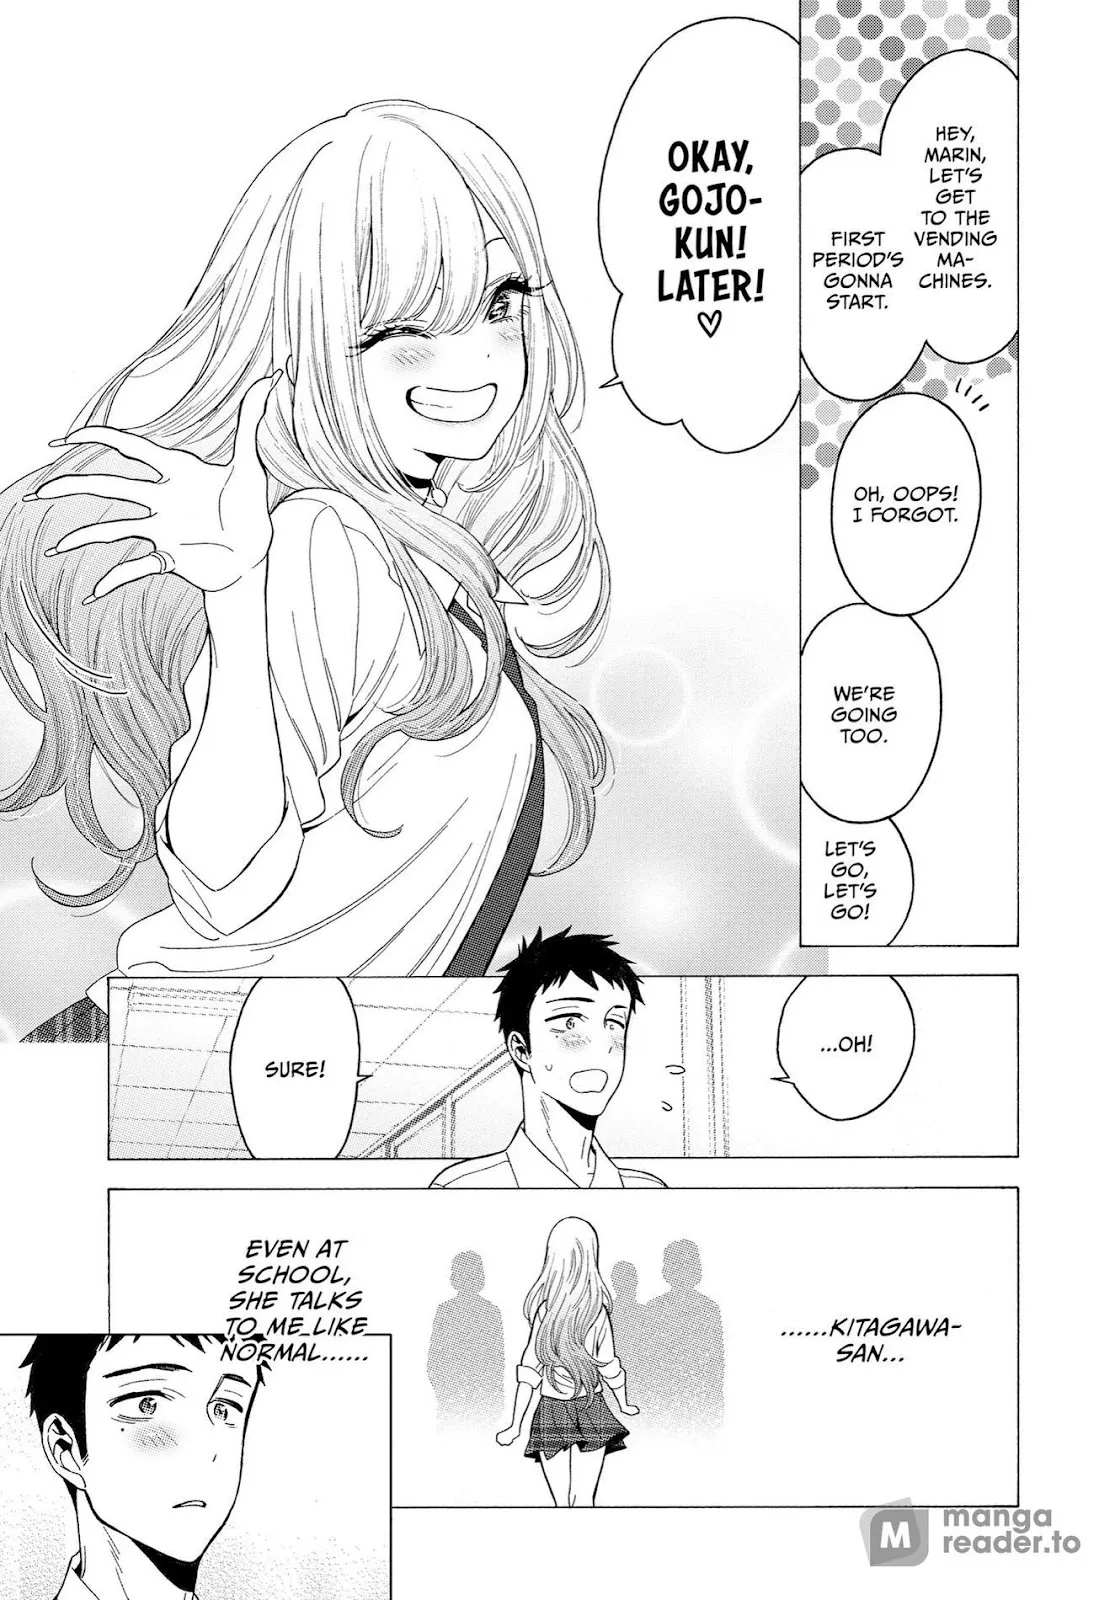 HEY,
MARIN,
LET'S
GET
TO THE
VENDING
MA-
CHINES.
FIRST
PERIOD'S
GONNA
START.
OH, OOPS!
I FORGOT.
WE'RE
GOING
TOO.
LET'S
GO,
LET'S
GO!
OKAY,
GOJO-
KUN!
LATER!
♡
...OH!
SURE!
......KITAGAWA-
SAN...
EVEN AT
SCHOOL,
SHE TALKS
TO ME LIKE
NORMAL......
M manga
reader.to